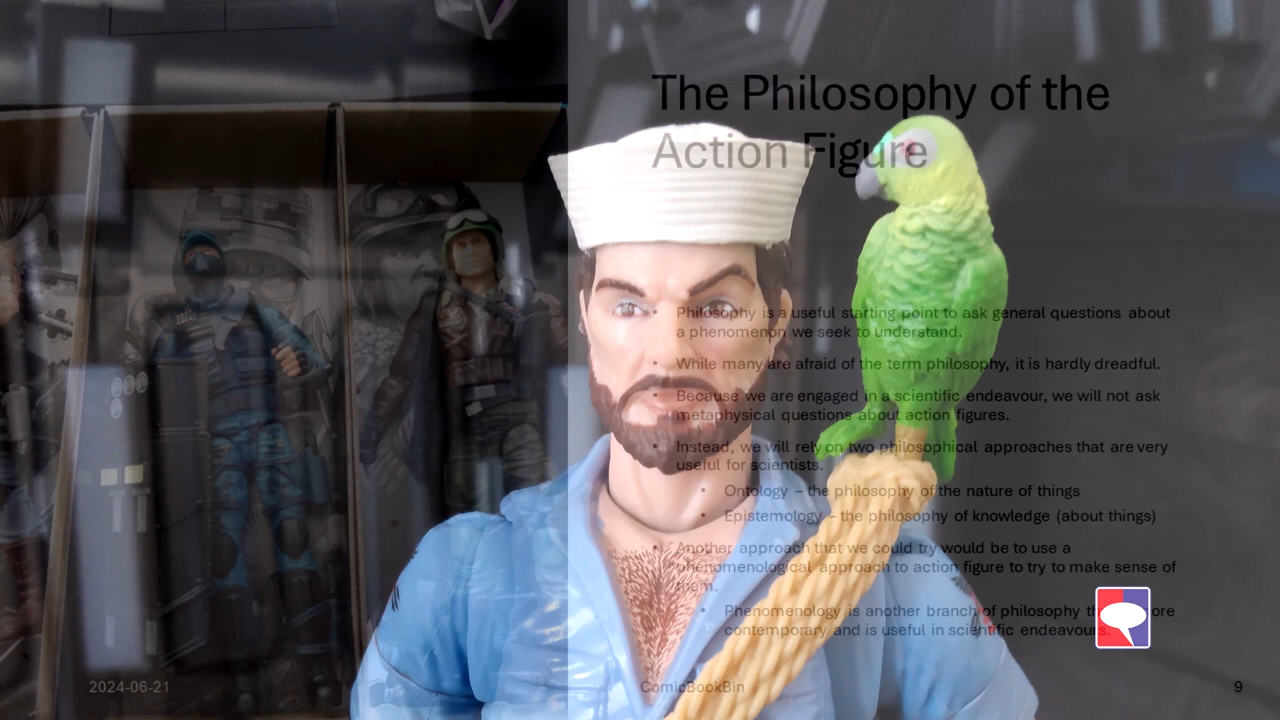 The Philosophy of the
Action Figure
Philosophy is a useful starting point to ask general questions about
a phenomenon we seek to understand.
While many are afraid of the term philosophy, it is hardly dreadful.
Because we are engaged in a scientific endeavour, we will not ask
metaphysical questions about action figures.
Instead, we will rely on two philosophical approaches that are very
useful for scientists.
• Ontology – the philosophy of the nature of things
• Epistemology – the philosophy of knowledge (about things)
Another approach that we could try would be to use a
phenomenological approach to action figure to try to make sense of
them.
• Phenomenology is another branch of philosophy ore
contemporary and is useful in scientific endeavours.
2024-06-21
ComicBookBin
9